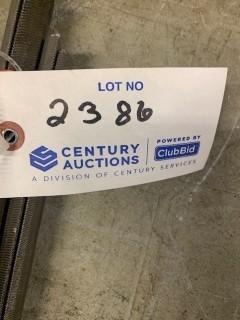 LOT NO
2386
CENTURY AUCTIONS
POWERED BY
ClubBid
A DIVISION OF CENTURY SERVICES